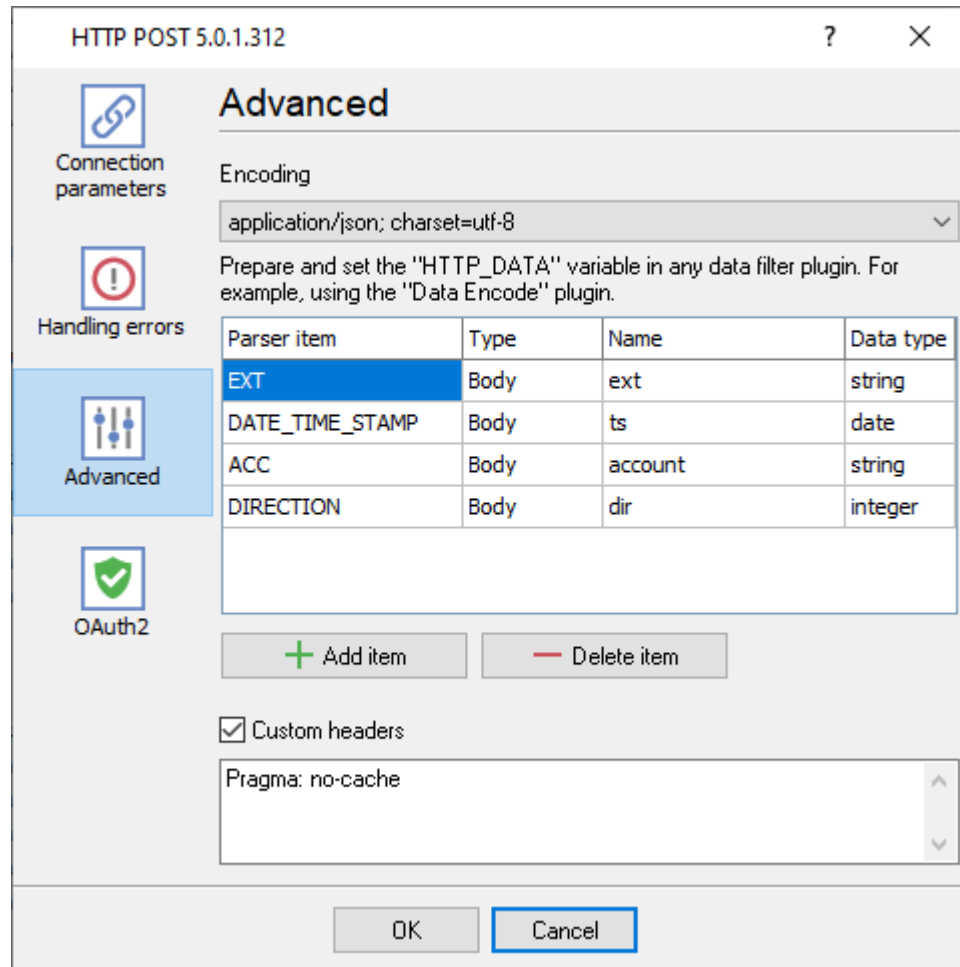 HTTP POST 5.0.1.312
?
Connection
parameters
Handling errors
Advanced
OAuth2
Advanced
Encoding
application/json; charset=utf-8
Prepare and set the "HTTP_DATA" variable in any data filter plugin. For
example, using the "Data Encode" plugin.
Parser item Type Name Data type
EXT Body ext string
DATE_TIME_STAMP Body ts date
ACC Body account string
DIRECTION Body dir integer
Add item Delete item
Custom headers
Pragma: no-cache
OK Cancel